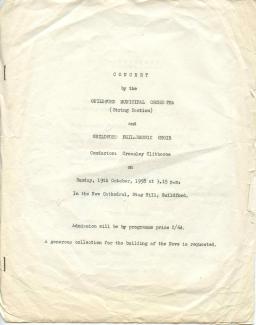 CONCERT
by the
GUILDFORD MUNICIPAL ORCHESTRA
(String Section)
and
GUILDFORD PHILHARMONIC CHOIR
Conductor: Crossley Clitheroe
on
Sunday, 19th October, 1958 at 3.15 p.m.
In the New Cathedral, Stag Hill, Guildford.
Admission will be by programme price 2/6d.
A generous collection for the building of the Nave is requested.